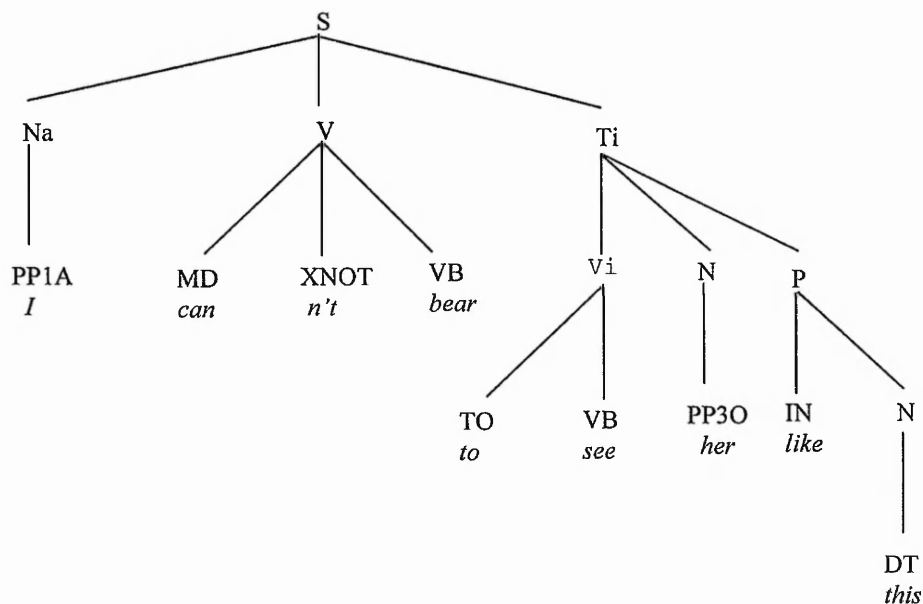 S
Na V Ti
PP1A MD XNOT VB Vi N P
I can n't bear
TO VB PP3O IN N
to see her like
DT
this